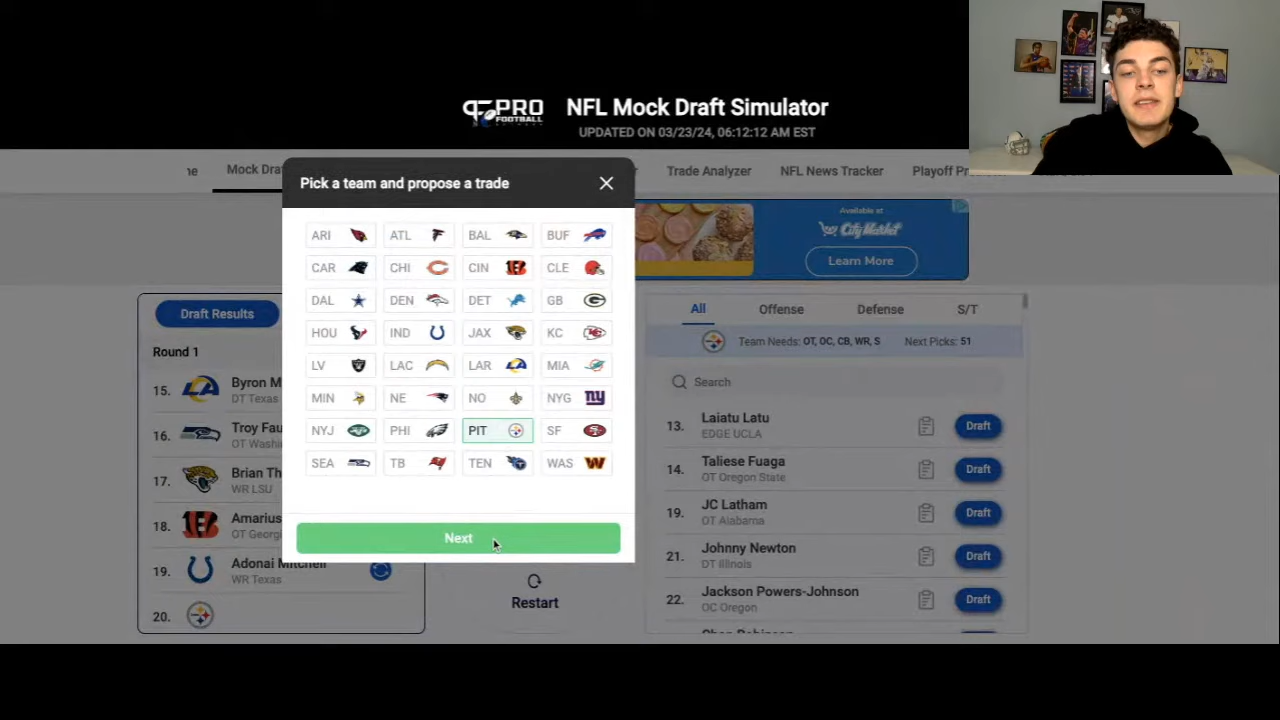 PRO
FOOTBALL
NFL Mock Draft Simulator
UPDATED ON 03/23/24, 06:12:12 AM EST
Mock Dra
Trade Analyzer
NFL News Tracker
Playoff
Pick a team and propose a trade
ARI ATL BAL BUF
CAR CHI CIN CLE
DAL DEN DET GB
HOU IND JAX KC
LV LAC LAR MIA
MIN NE NO NYG
NYJ PHI PIT SF
SEA TB TEN WAS
Next
Available at
City Market
Learn More
Draft Results
Round 1
15. Byron M
DT Texas
16. Troy Fau
OT Washi
17. Brian Th
WR LSU
18. Amarius
OT Georgi
19. Adonai Mitchell
WR Texas
20.
Restart
All Offense Defense S/T
Team Needs: OT, OC, CB, WR, S Next Picks: 51
Search
13. Laiatu Latu Draft
EDGE UCLA
14. Taliese Fuaga Draft
OT Oregon State
19. JC Latham Draft
OT Alabama
21. Johnny Newton Draft
DT Illinois
22. Jackson Powers-Johnson Draft
OC Oregon